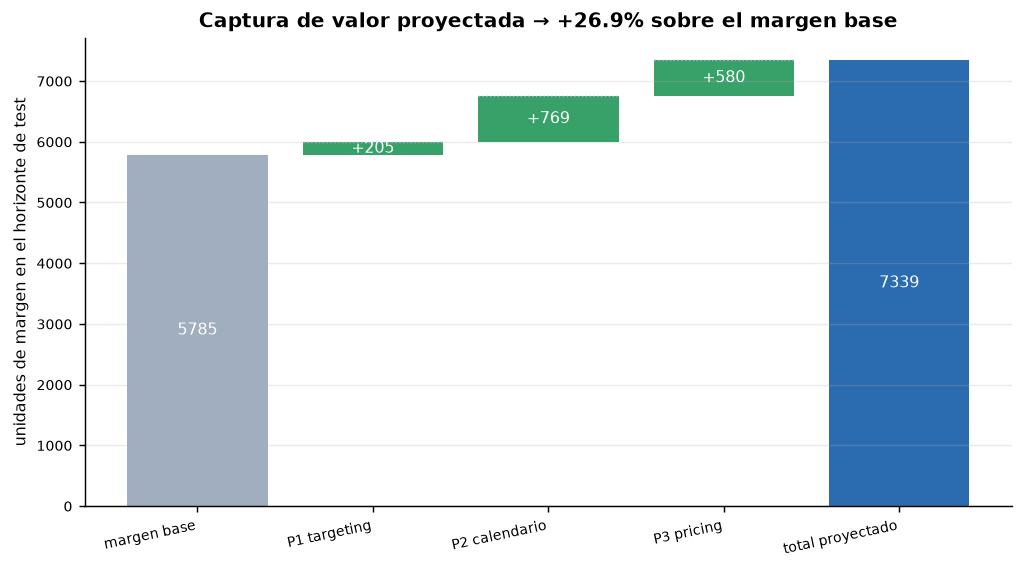 Captura de valor proyectada → +26.9% sobre el margen base
unidades de margen en el horizonte de test
7000
6000
5000
4000
3000
2000
1000
0
5785
+205
+769
+580
7339
margen base
P1 targeting
P2 calendario
P3 pricing
total proyectado